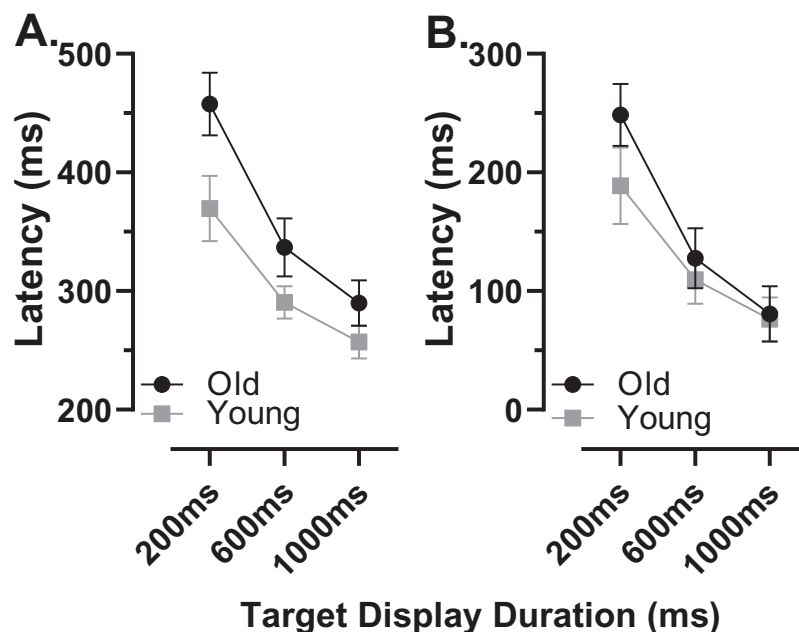 A.
500
400
300
200
Latency (ms)
Old
Young
200ms
600ms
1000ms
B.
300
200
100
0
Latency (ms)
Old
Young
200ms
600ms
1000ms
Target Display Duration (ms)